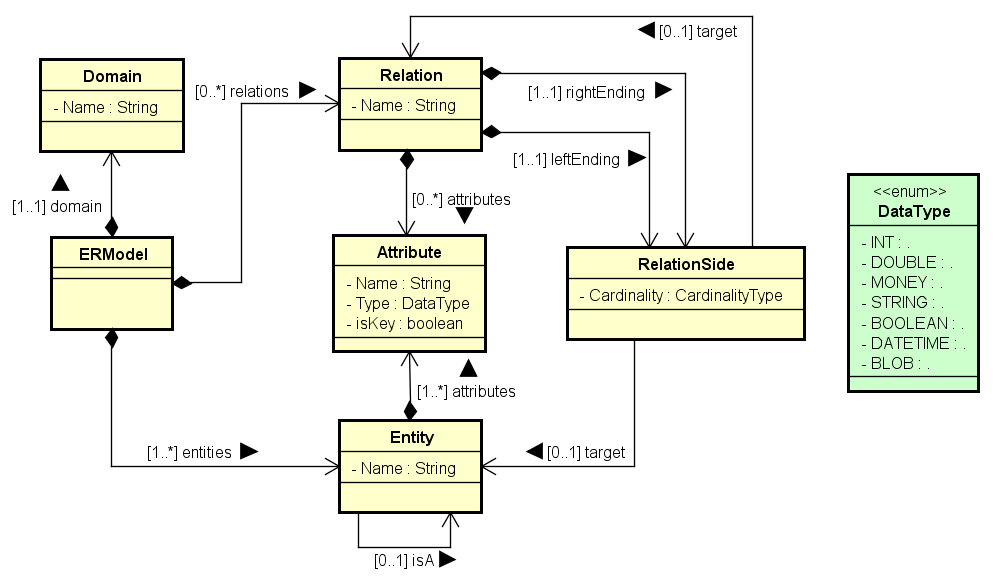 [0..1] target
Domain
- Name : String
[0..*] relations
Relation
- Name : String
[1..1] rightEnding
[1..1] leftEnding
[1..1] domain
[0..*] attributes
<<enum>>
DataType
- INT : .
- DOUBLE : .
- MONEY : .
- STRING : .
- BOOLEAN : .
- DATETIME : .
- BLOB : .
ERModel
Attribute
- Name : String
- Type : DataType
- isKey : boolean
RelationSide
- Cardinality : CardinalityType
[1..*] attributes
[1..*] entities
Entity
- Name : String
[0..1] target
[0..1] isA